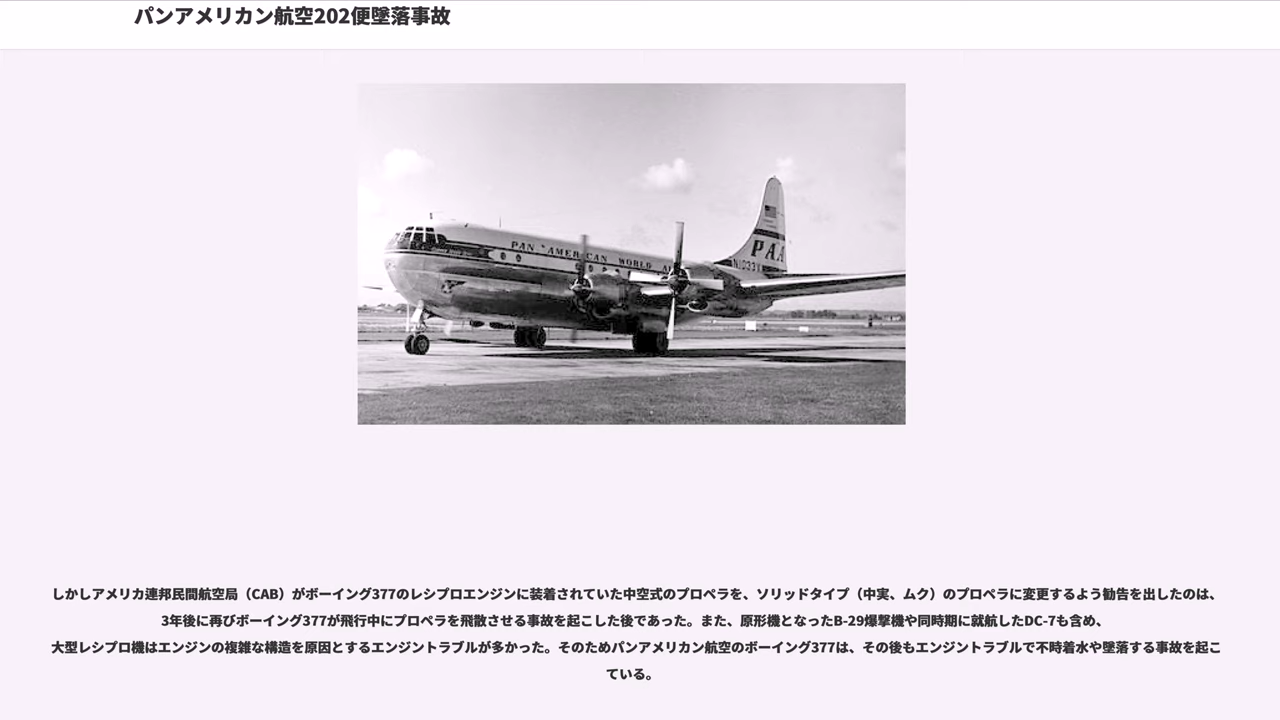 パンアメリカン航空202便墜落事故
PAN AMERICAN WORLD
PAA
N1033
しかしアメリカ連邦民間航空局（CAB）がボーイング377のレシプロエンジンに装着されていた中空式のプロペラを、ソリッドタイプ（中実、ムク）のプロペラに変更するよう勧告を出したのは、
3年後に再びボーイング377が飛行中にプロペラを飛散させる事故を起こした後であった。また、原形機となったB-29爆撃機や同時期に就航したDC-7も含め、
大型レシプロ機はエンジンの複雑な構造を原因とするエンジントラブルが多かった。そのためパンアメリカン航空のボーイング377は、その後もエンジントラブルで不時着水や墜落する事故を起こ
ている。